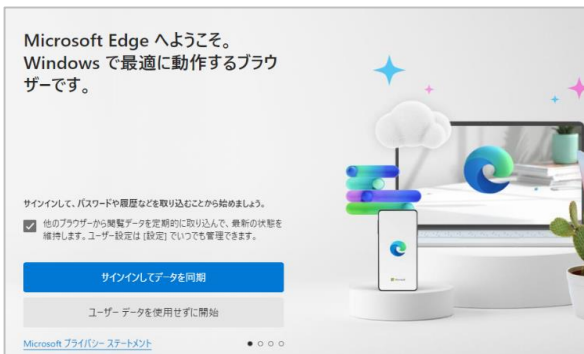 Microsoft Edge へようこそ。
Windows で最適に動作するブラウ
ザーです。
サインインして、パスワードや履歴などを取り込むことから始めましょう。
他のブラウザーから閲覧データを定期的に取り込んで、最新の状態を
維持します。ユーザー設定は [設定] でいつでも管理できます。
サインインしてデータを同期
ユーザー データを使用せずに開始
Microsoft プライバシー ステートメント